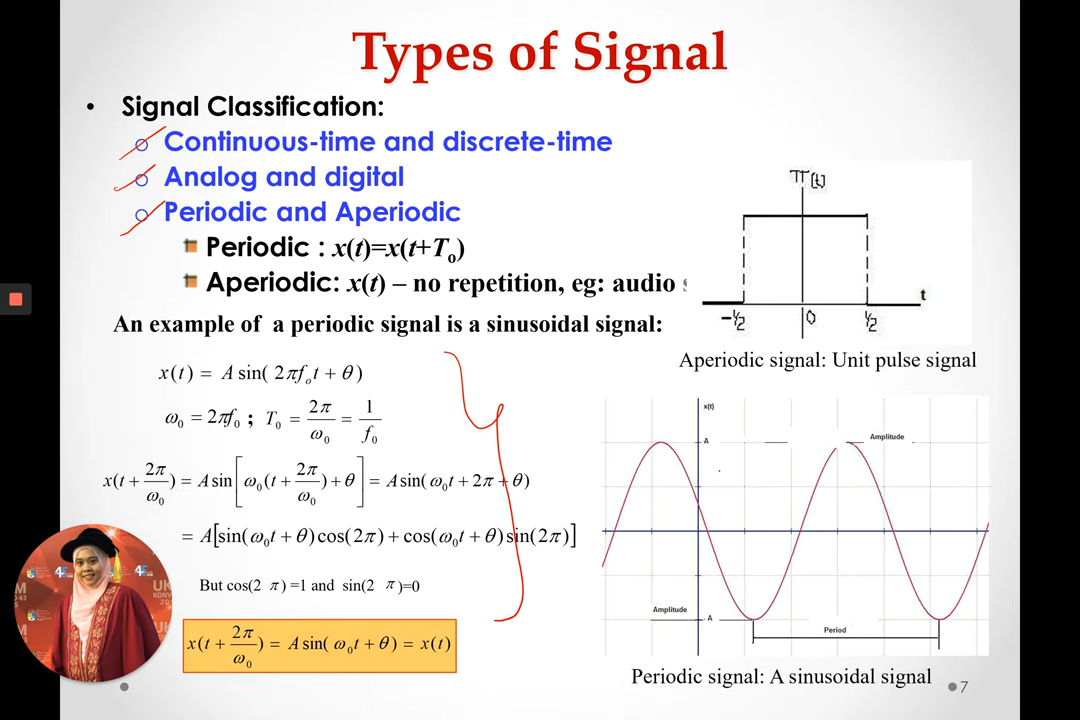 Types of Signal
• Signal Classification:
Continuous-time and discrete-time
Analog and digital
Periodic and Aperiodic
Periodic : x(t)=x(t+T₀)
Aperiodic: x(t) – no repetition, eg: audio
An example of a periodic signal is a sinusoidal signal:
x(t) = A sin( 2πfₒt + θ )
ω₀ = 2πf₀ ; T₀ = 2π/ω₀ = 1/f₀
x(t + 2π/ω₀) = A sin[ω₀(t + 2π/ω₀) + θ] = A sin( ω₀t + 2π + θ)
= A[sin(ω₀t + θ)cos(2π) + cos(ω₀t + θ)sin(2π)]
But cos(2 π) =1 and sin(2 π)=0
x(t + 2π/ω₀) = A sin( ω₀t + θ) = x(t)
π(t)
-1/2 0 1/2 t
Aperiodic signal: Unit pulse signal
x(t)
A
Amplitude
Amplitude
-A
Period
Periodic signal: A sinusoidal signal
7